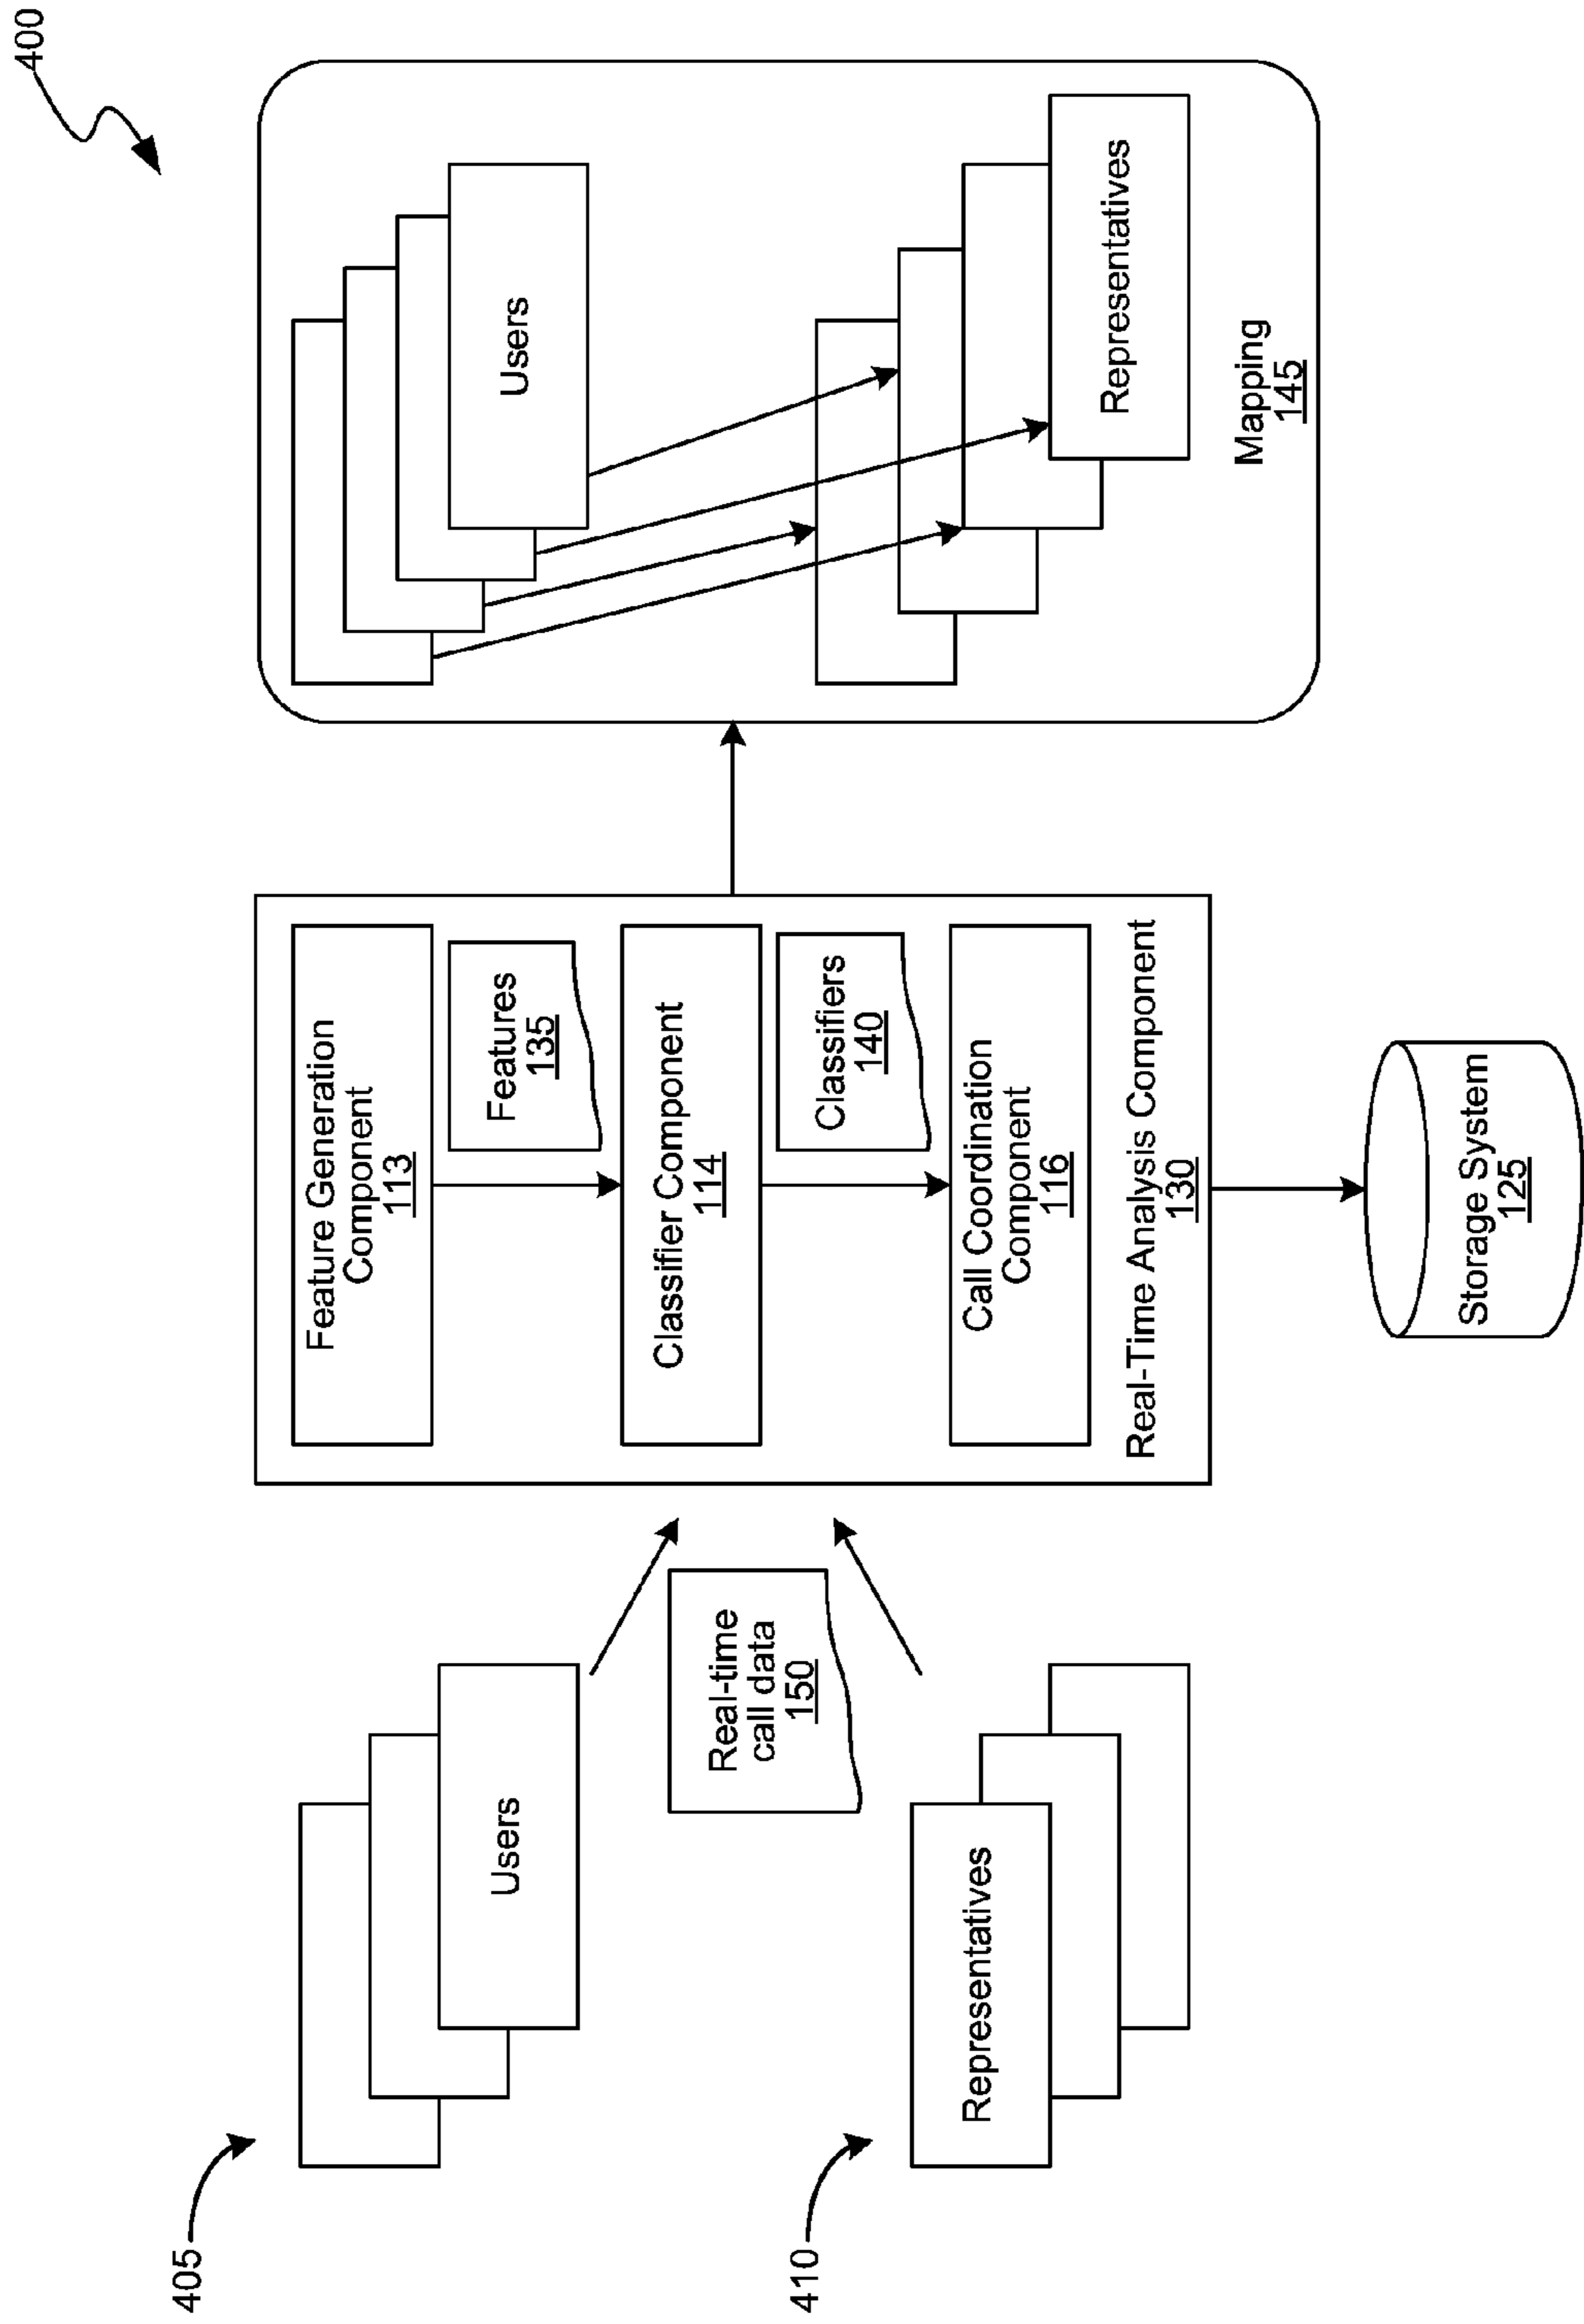 400
405
Users
Real-time
call data
150
410
Representatives
Feature Generation
Component
113
Features
135
Classifier Component
114
Classifiers
140
Call Coordination
Component
116
Real-Time Analysis Component
130
Storage System
125
Users
Representatives
Mapping
145